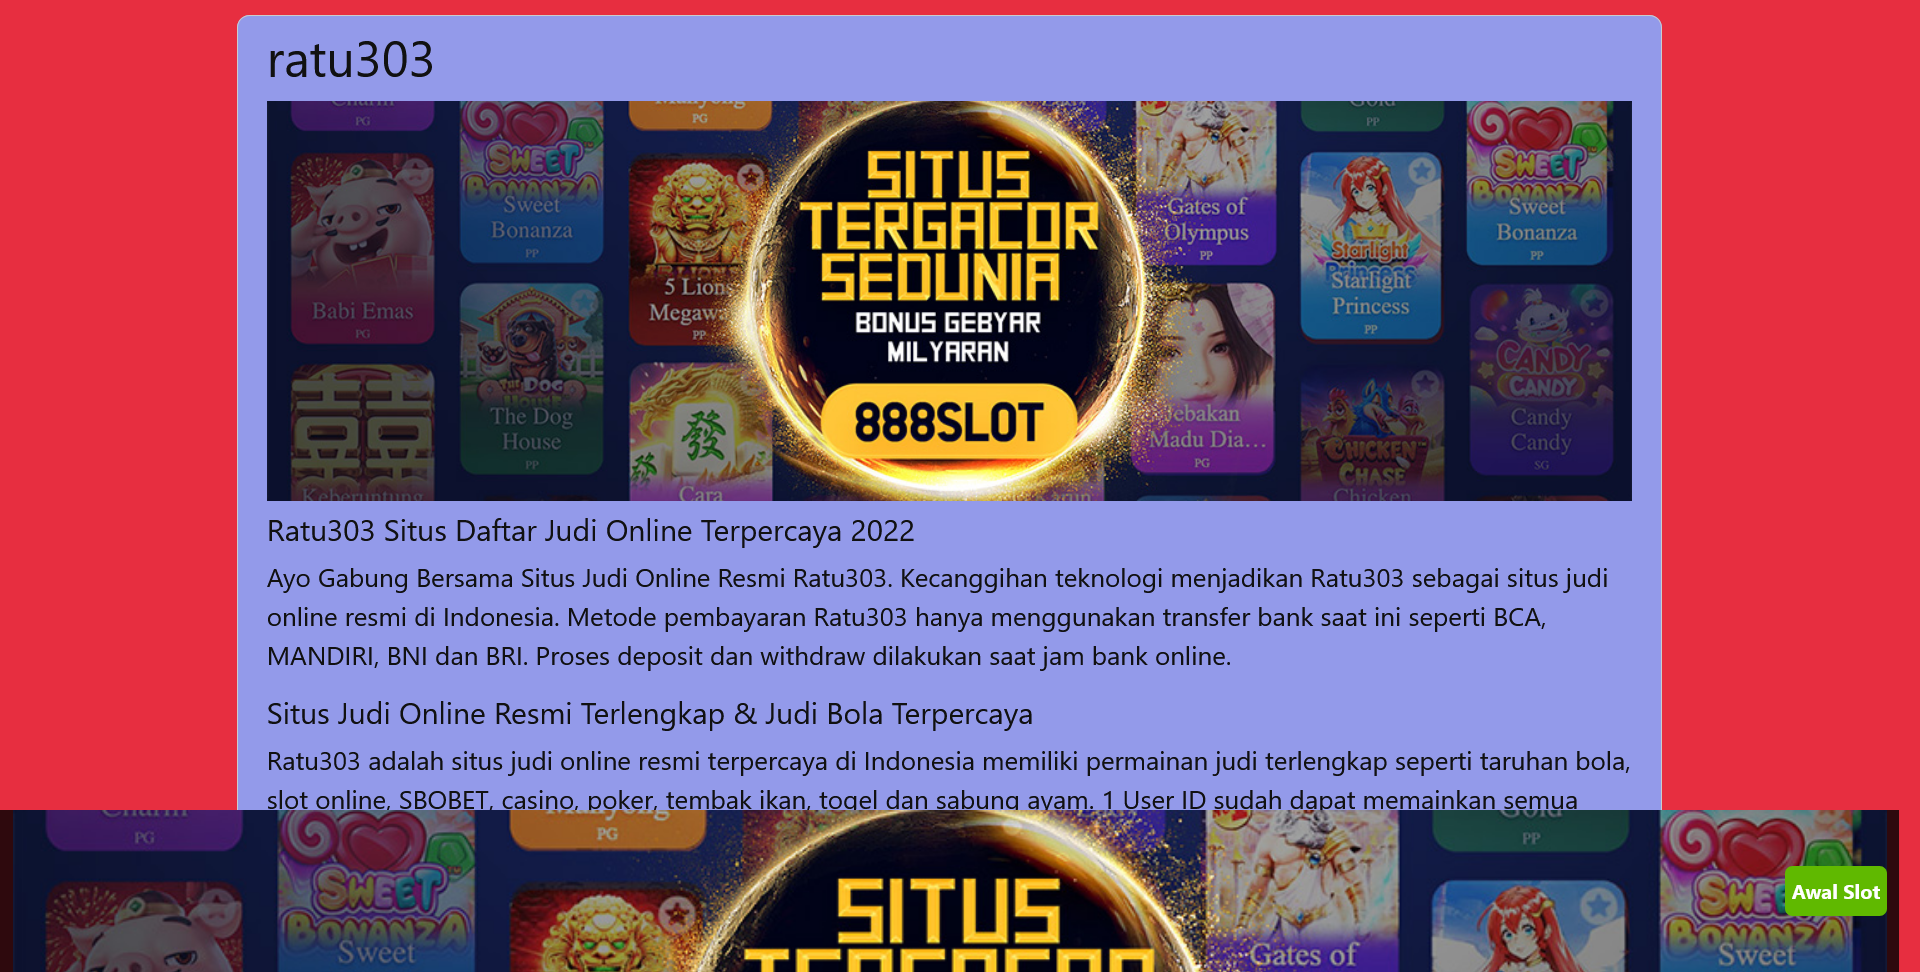 ratu303
Charm
PG
Mahjong
PG
Gold
PP
SWEET BONANZA
Sweet
Bonanza
PP
Babi Emas
PG
THE DOG HOUSE
The Dog
House
PP
5 Lions
PP
Cara
SITUS
TERGACOR
SEDUNIA
BONUS GEBYAR
MILYARAN
888SLOT
Gates of
Olympus
PP
Jebakan
Madu Dia...
PG
Starlight
Princess
Starlight
Princess
PP
CHICKEN
CHASE
Chicken
SWEET
BONANZA
Sweet
Bonanza
PP
CANDY
CANDY
Candy
Candy
SG
Keberuntung
Ratu303 Situs Daftar Judi Online Terpercaya 2022
Ayo Gabung Bersama Situs Judi Online Resmi Ratu303. Kecanggihan teknologi menjadikan Ratu303 sebagai situs judi
online resmi di Indonesia. Metode pembayaran Ratu303 hanya menggunakan transfer bank saat ini seperti BCA,
MANDIRI, BNI dan BRI. Proses deposit dan withdraw dilakukan saat jam bank online.
Situs Judi Online Resmi Terlengkap & Judi Bola Terpercaya
Ratu303 adalah situs judi online resmi terpercaya di Indonesia memiliki permainan judi terlengkap seperti taruhan bola,
slot online, SBOBET, casino, poker, tembak ikan, togel dan sabung ayam. 1 User ID sudah dapat memainkan semua
Charm
PG
SWEET
BONANZA
Sweet
PG
SITUS
TERGACOR
Gates of
Gold
PP
SWEET
BONANZA
Sweet
Awal Slot